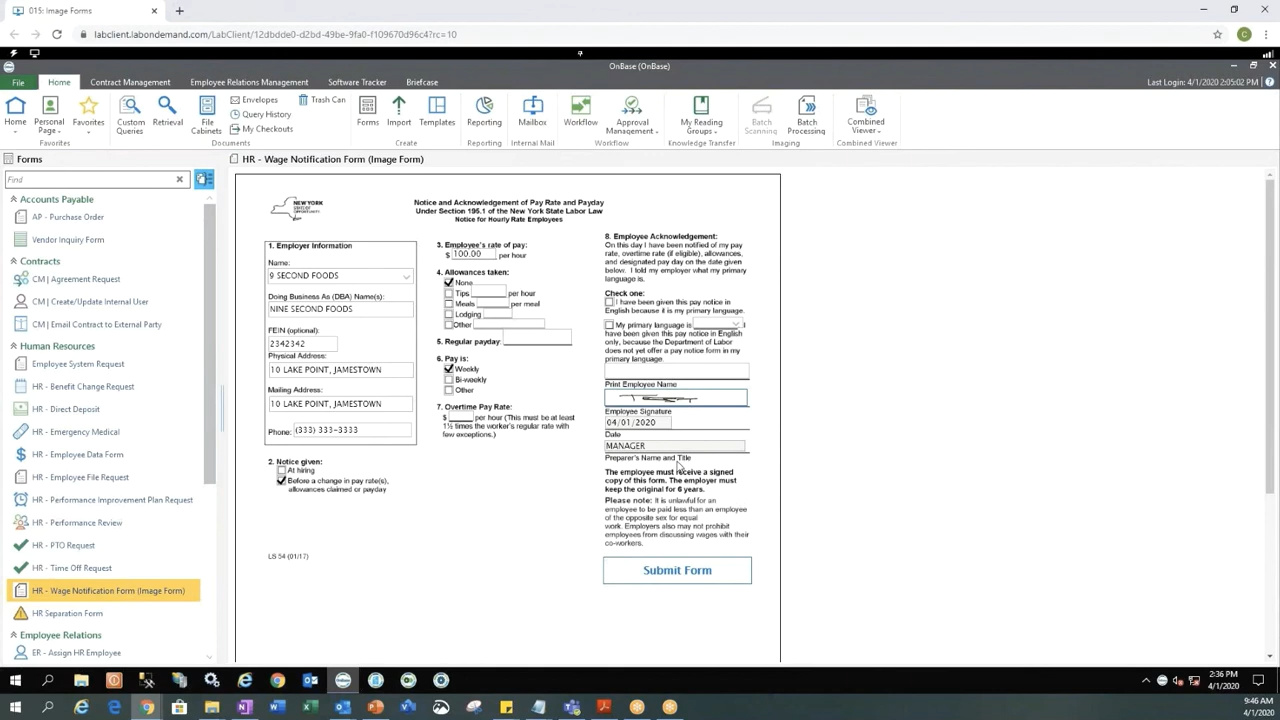 015: Image Forms
labclient.labondemand.com/LabClient/12dbdde0-d2bd-49be-9fa0-f109670d96c4?rc=10
C
OnBase (OnBase)
File
Home
Contract Management
Employee Relations Management
Software Tracker
Briefcase
Last Login: 4/1/2020 2:05:02 PM
Home
Personal Page
Favorites
Custom Queries
Retrieval
File Cabinets
Envelopes
Query History
My Checkouts
Trash Can
Forms
Import
Templates
Reporting
Mailbox
Workflow
Approval Management
My Reading Groups
Batch Scanning
Batch Processing
Combined Viewer
Favorites
Documents
Create
Reporting
Internal Mail
Workflow
Knowledge Transfer
Imaging
Combined Viewer
Forms
Find
Accounts Payable
AP - Purchase Order
Vendor Inquiry Form
Contracts
CM | Agreement Request
CM | Create/Update Internal User
CM | Email Contract to External Party
Human Resources
Employee System Request
HR - Benefit Change Request
HR - Direct Deposit
HR - Emergency Medical
HR - Employee Data Form
HR - Employee File Request
HR - Performance Improvement Plan Request
HR - Performance Review
HR - PTO Request
HR - Time Off Request
HR - Wage Notification Form (Image Form)
HR Separation Form
Employee Relations
ER - Assign HR Employee
HR - Wage Notification Form (Image Form)
NEW YORK
Notice and Acknowledgement of Pay Rate and Payday
Under Section 195.1 of the New York State Labor Law
Notice for Hourly Rate Employees
1. Employer Information
Name:
9 SECOND FOODS
Doing Business As (DBA) Name(s):
NINE SECOND FOODS
FEIN (optional):
2342342
Physical Address:
10 LAKE POINT, JAMESTOWN
Mailing Address:
10 LAKE POINT, JAMESTOWN
Phone: (333) 333-3333
2. Notice given:
At hiring
Before a change in pay rate(s),
allowances claimed or payday
LS 54 (01/17)
3. Employee's rate of pay:
$ 100.00 per hour
4. Allowances taken:
None
Tips per hour
Meals per meal
Lodging
Other
5. Regular payday:
6. Pay is:
Weekly
Bi-weekly
Other
7. Overtime Pay Rate:
$ per hour (This must be at least
1½ times the worker's regular rate with
few exceptions.)
8. Employee Acknowledgement:
On this day I have been notified of my pay
rate, overtime rate (if eligible), allowances,
and designated pay day on the date given
below. I told my employer what my primary
language is.
Check one:
I have been given this pay notice in
English because it is my primary language.
My primary language is . I
have been given this pay notice in English
only, because the Department of Labor
does not yet offer a pay notice form in my
primary language.
Print Employee Name
Test
Employee Signature
04/01/2020
Date
MANAGER
Preparer's Name and Title
The employee must receive a signed
copy of this form. The employer must
keep the original for 6 years.
Please note: It is unlawful for an
employee to be paid less than an employee
of the opposite sex for equal
work. Employers also may not prohibit
employees from discussing wages with their
co-workers.
Submit Form
2:36 PM
4/1/2020
9:46 AM
4/1/2020